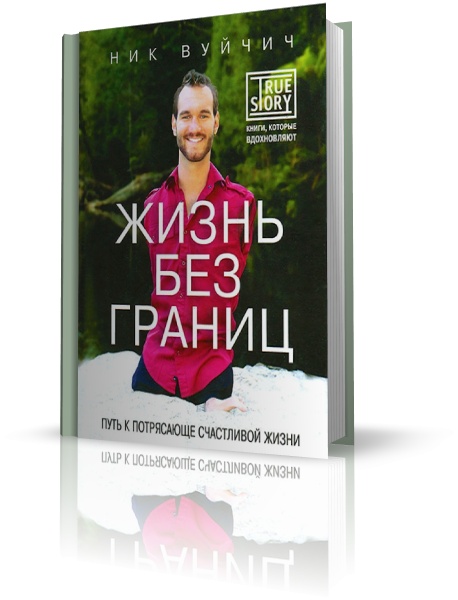 НИК ВУЙЧИЧ
TRUE
STORY
КНИГИ, КОТОРЫЕ
ВДОХНОВЛЯЮТ
ЖИЗНЬ
БЕЗ
ГРАНИЦ
ПУТЬ К ПОТРЯСАЮЩЕ СЧАСТЛИВОЙ ЖИЗНИ